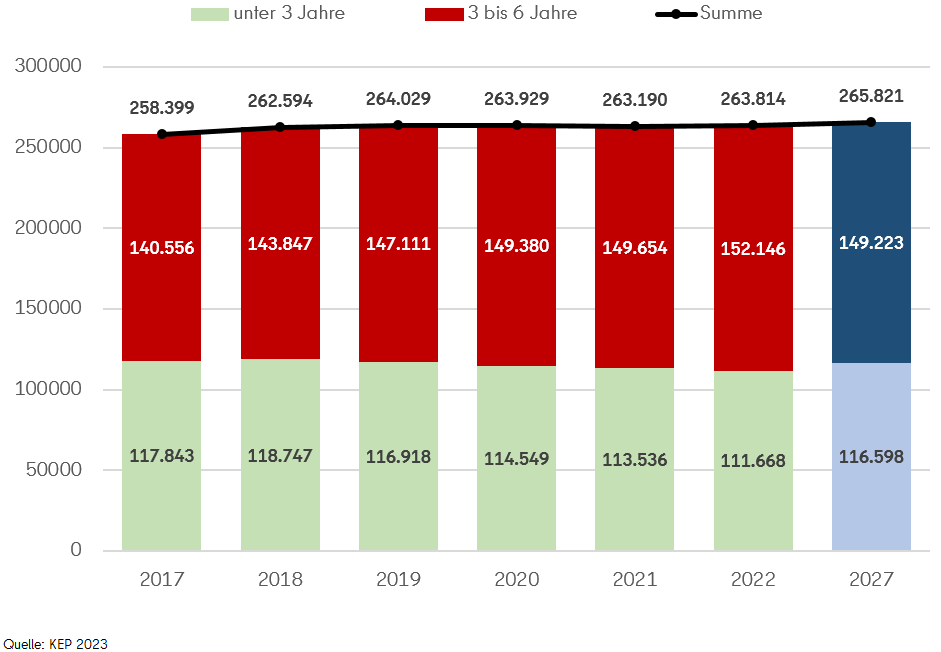 unter 3 Jahre 3 bis 6 Jahre Summe
300000
258.399 262.594 264.029 263.929 263.190 263.814 265.821
250000
140.556 143.847 147.111 149.380 149.654 152.146 149.223
200000
150000
100000
117.843 118.747 116.918 114.549 113.536 111.668 116.598
50000
0
2017 2018 2019 2020 2021 2022 2027
Quelle: KEP 2023